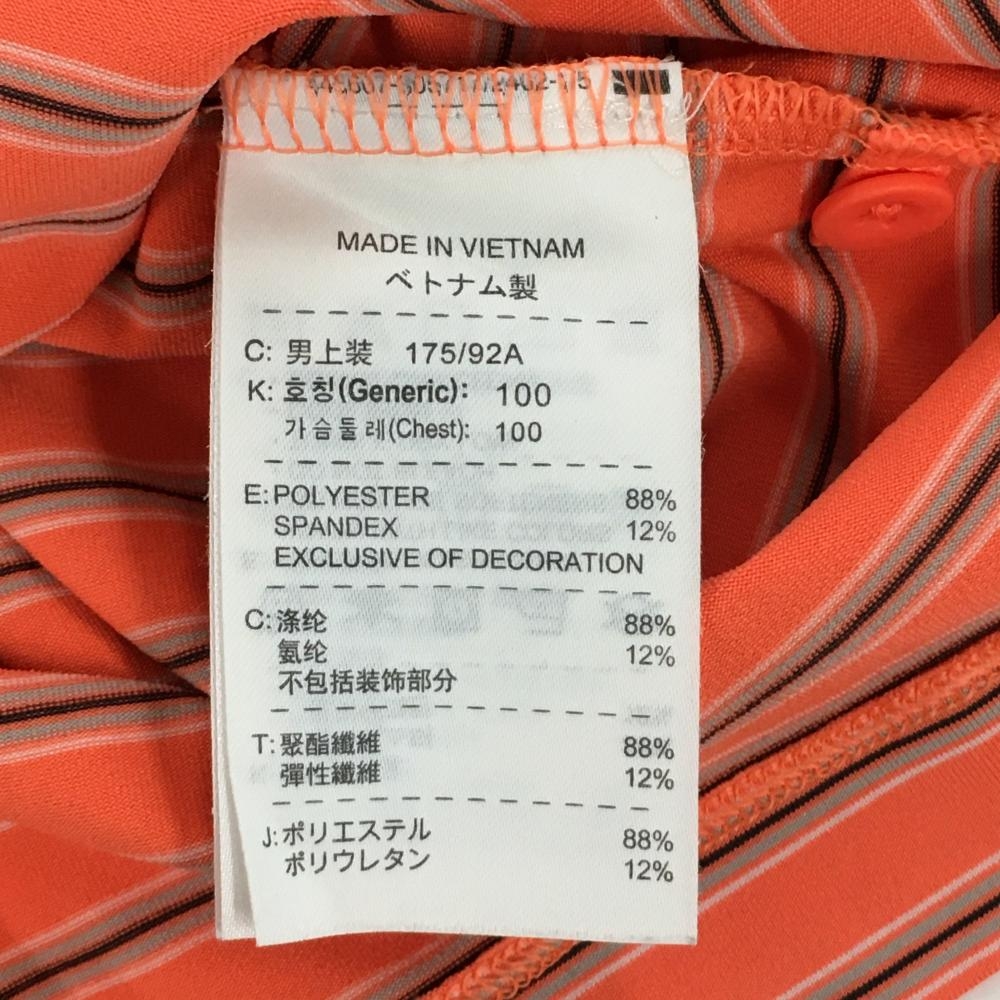 MADE IN VIETNAM
ベトナム製
C: 男上装 175/92A
K: 호칭(Generic): 100
가슴둘레(Chest): 100
E: POLYESTER 88%
SPANDEX 12%
EXCLUSIVE OF DECORATION
C: 涤纶 88%
氨纶 12%
不包括装饰部分
T: 聚酯纖維 88%
彈性纖維 12%
J: ポリエステル 88%
ポリウレタン 12%